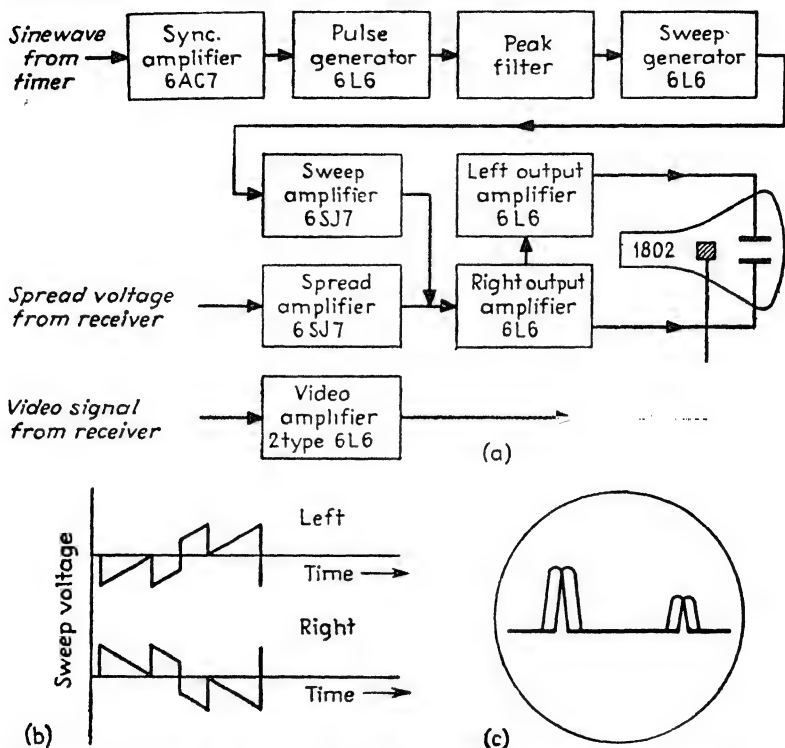 Sinewave
from
timer
Sync.
amplifier
6AC7
Pulse
generator
6L6
Peak
filter
Sweep
generator
6L6
Sweep
amplifier
6SJ7
Left output
amplifier
6L6
1802
Spread voltage
from receiver
Spread
amplifier
6SJ7
Right output
amplifier
6L6
Video signal
from receiver
Video
amplifier
2 type 6L6
(a)
Sweep voltage
Left
Time
Right
Time
(b)
(c)